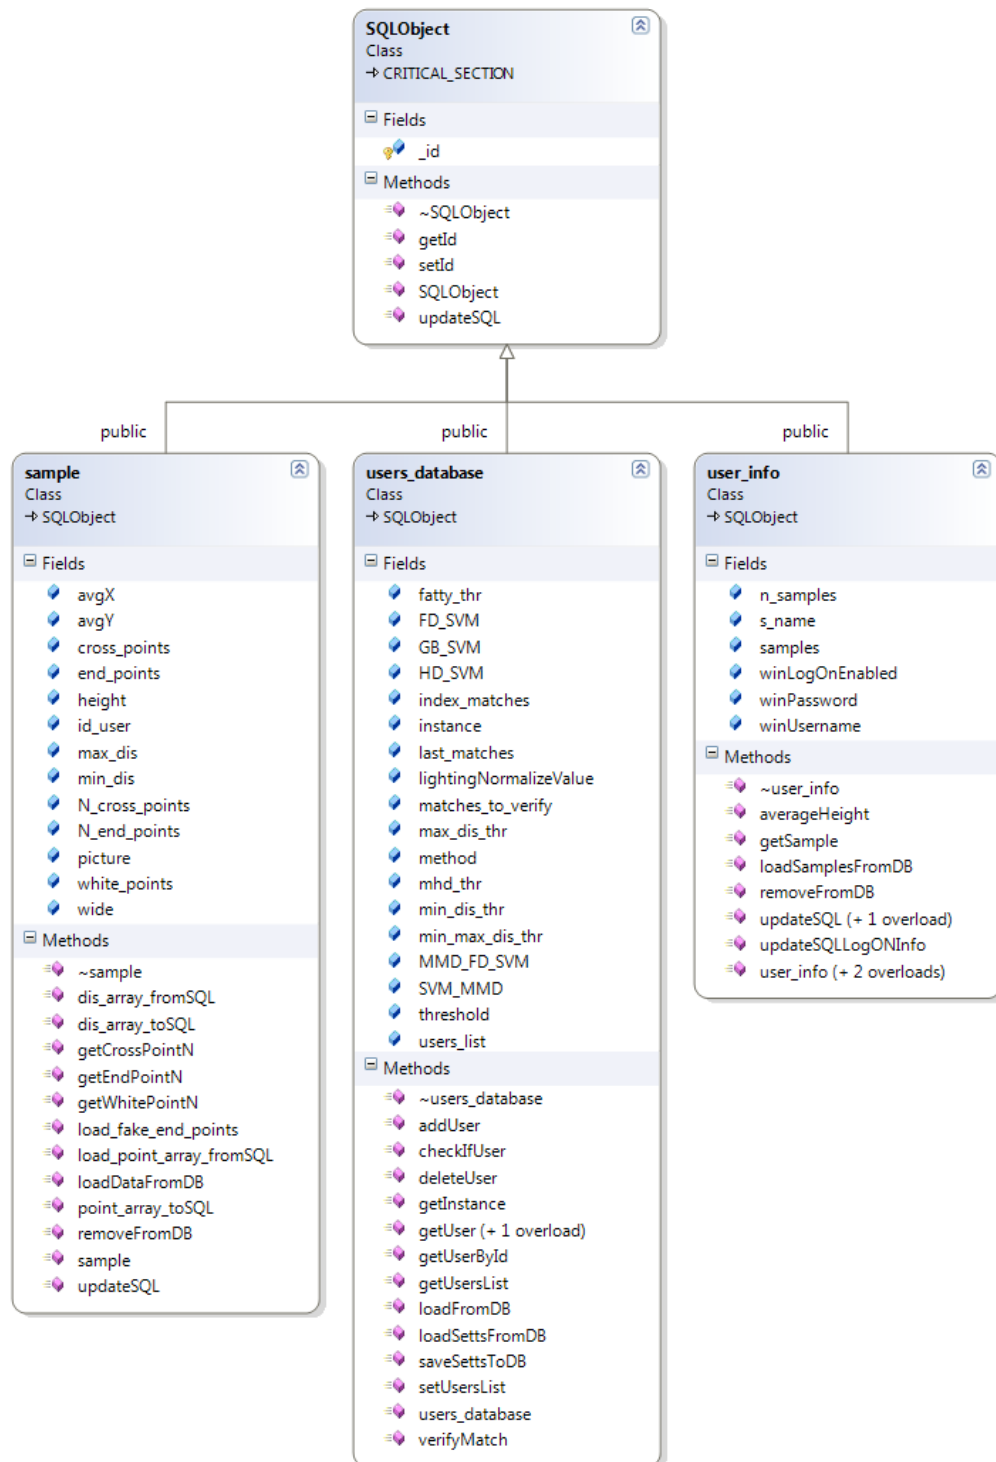 SQLObject
Class
CRITICAL_SECTION
Fields
_id
Methods
~SQLObject
getId
setId
SQLObject
updateSQL
public
public
public
sample
Class
SQLObject
Fields
avgX
avgY
cross_points
end_points
height
id_user
max_dis
min_dis
N_cross_points
N_end_points
picture
white_points
wide
Methods
~sample
dis_array_fromSQL
dis_array_toSQL
getCrossPointN
getEndPointN
getWhitePointN
load_fake_end_points
load_point_array_fromSQL
loadDataFromDB
point_array_toSQL
removeFromDB
sample
updateSQL
users_database
Class
SQLObject
Fields
fatty_thr
FD_SVM
GB_SVM
HD_SVM
index_matches
instance
last_matches
lightingNormalizeValue
matches_to_verify
max_dis_thr
method
mhd_thr
min_dis_thr
min_max_dis_thr
MMD_FD_SVM
SVM_MMD
threshold
users_list
Methods
~users_database
addUser
checkIfUser
deleteUser
getInstance
getUser (+ 1 overload)
getUserById
getUsersList
loadFromDB
loadSettsFromDB
saveSettsToDB
setUsersList
users_database
verifyMatch
user_info
Class
SQLObject
Fields
n_samples
s_name
samples
winLogOnEnabled
winPassword
winUsername
Methods
~user_info
averageHeight
getSample
loadSamplesFromDB
removeFromDB
updateSQL (+ 1 overload)
updateSQLLogONInfo
user_info (+ 2 overloads)